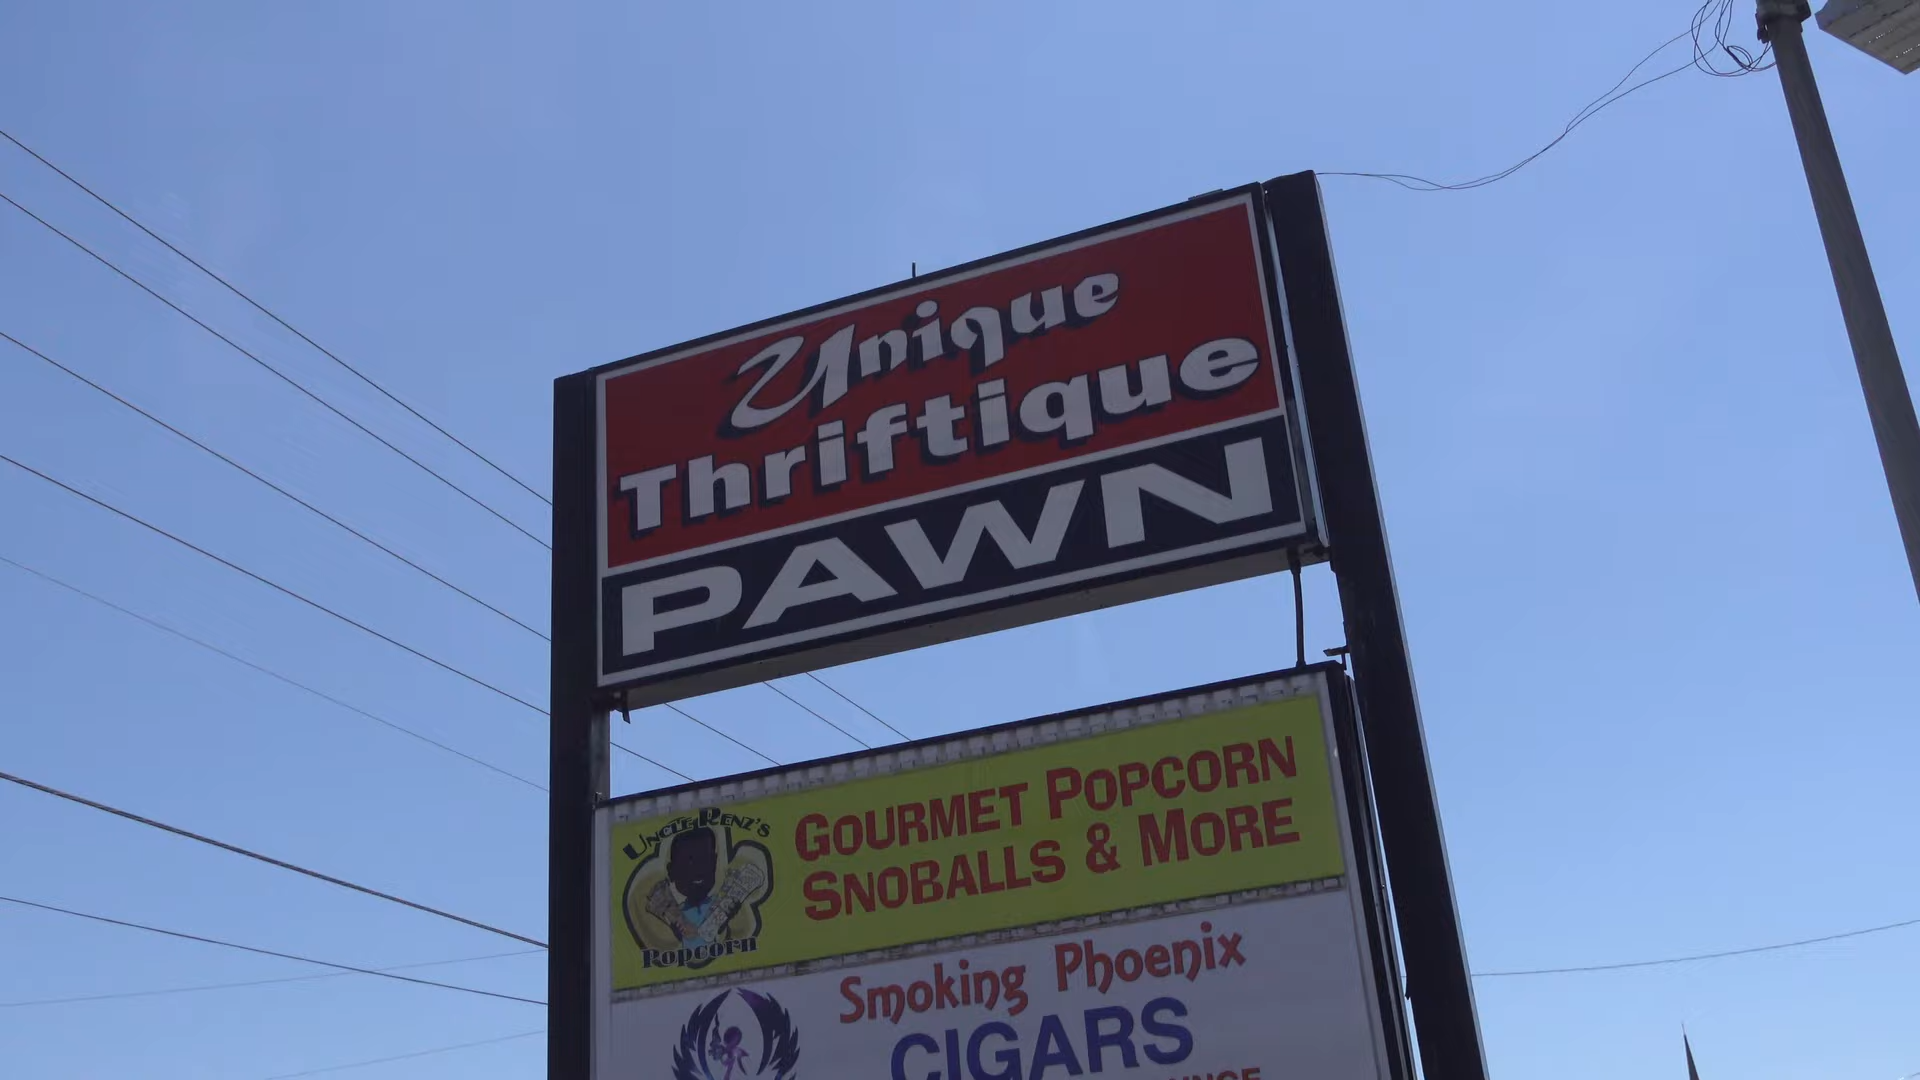 Unique
Thriftique
PAWN
UNCLE RENZ'S
Popcorn
GOURMET POPCORN
SNOBALLS & MORE
Smoking Phoenix
CIGARS